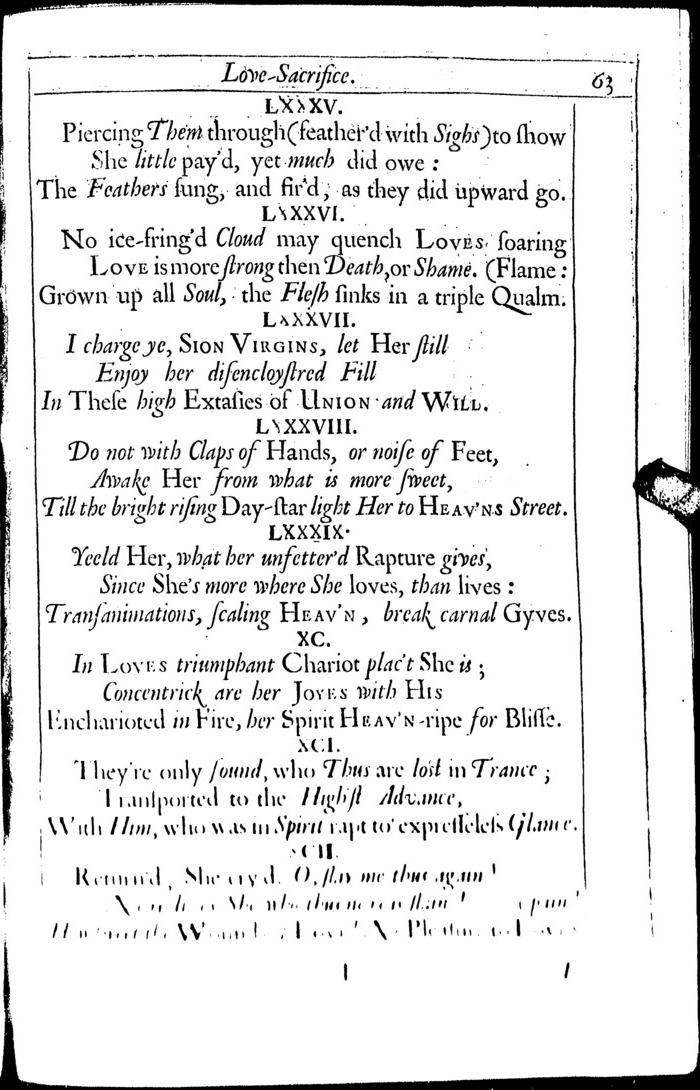 Love-Sacrifice. 63
LXXXV.
Piercing Them through (feather'd with Sighs) to ſhow
She little pay'd, yet much did owe :
The Feathers ſung, and fir'd, as they did upward go.
LXXXVI.
No ice-fring'd Cloud may quench LOVES ſoaring
LOVE is more ſtrong then Death, or Shame. (Flame :
Grown up all Soul, the Fleſh ſinks in a triple Qualm.
LXXXVII.
I charge ye, SION VIRGINS, let Her ſtill
Enjoy her diſencloyſtred Fill
In Theſe high Extaſies of UNION and WILL.
LXXXVIII.
Do not with Claps of Hands, or noiſe of Feet,
Awake Her from what is more ſweet,
Till the bright riſing Day-ſtar light Her to HEAV'NS Street.
LXXXIX.
Yeeld Her, what her unfetter'd Rapture gives,
Since She's more where She loves, than lives :
Tranſanimations, ſcaling HEAV'N, break carnal Gyves.
XC.
In LOVES triumphant Chariot plac't She is ;
Concentrick are her JOYES with HIS
Encharioted in Fire, her Spirit HEAV'N-ripe for Bliſſe.
XCI.
They're only found, who Thus are lost in Trance ;
Tranſported to the High'ſt Advance,
With Him, who was in Spirit rapt to expreſſeleſs Glance.
XCII.
Return'd, She cry'd. O, ſlay me thus again !